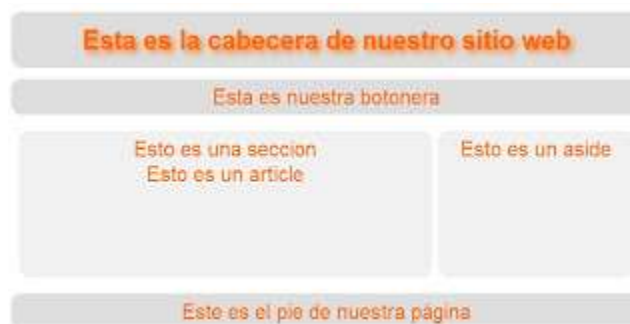 Esta es la cabecera de nuestro sitio web
Esta es nuestra botonera
Esto es una seccion
Esto es un article
Esto es un aside
Este es el pie de nuestra página